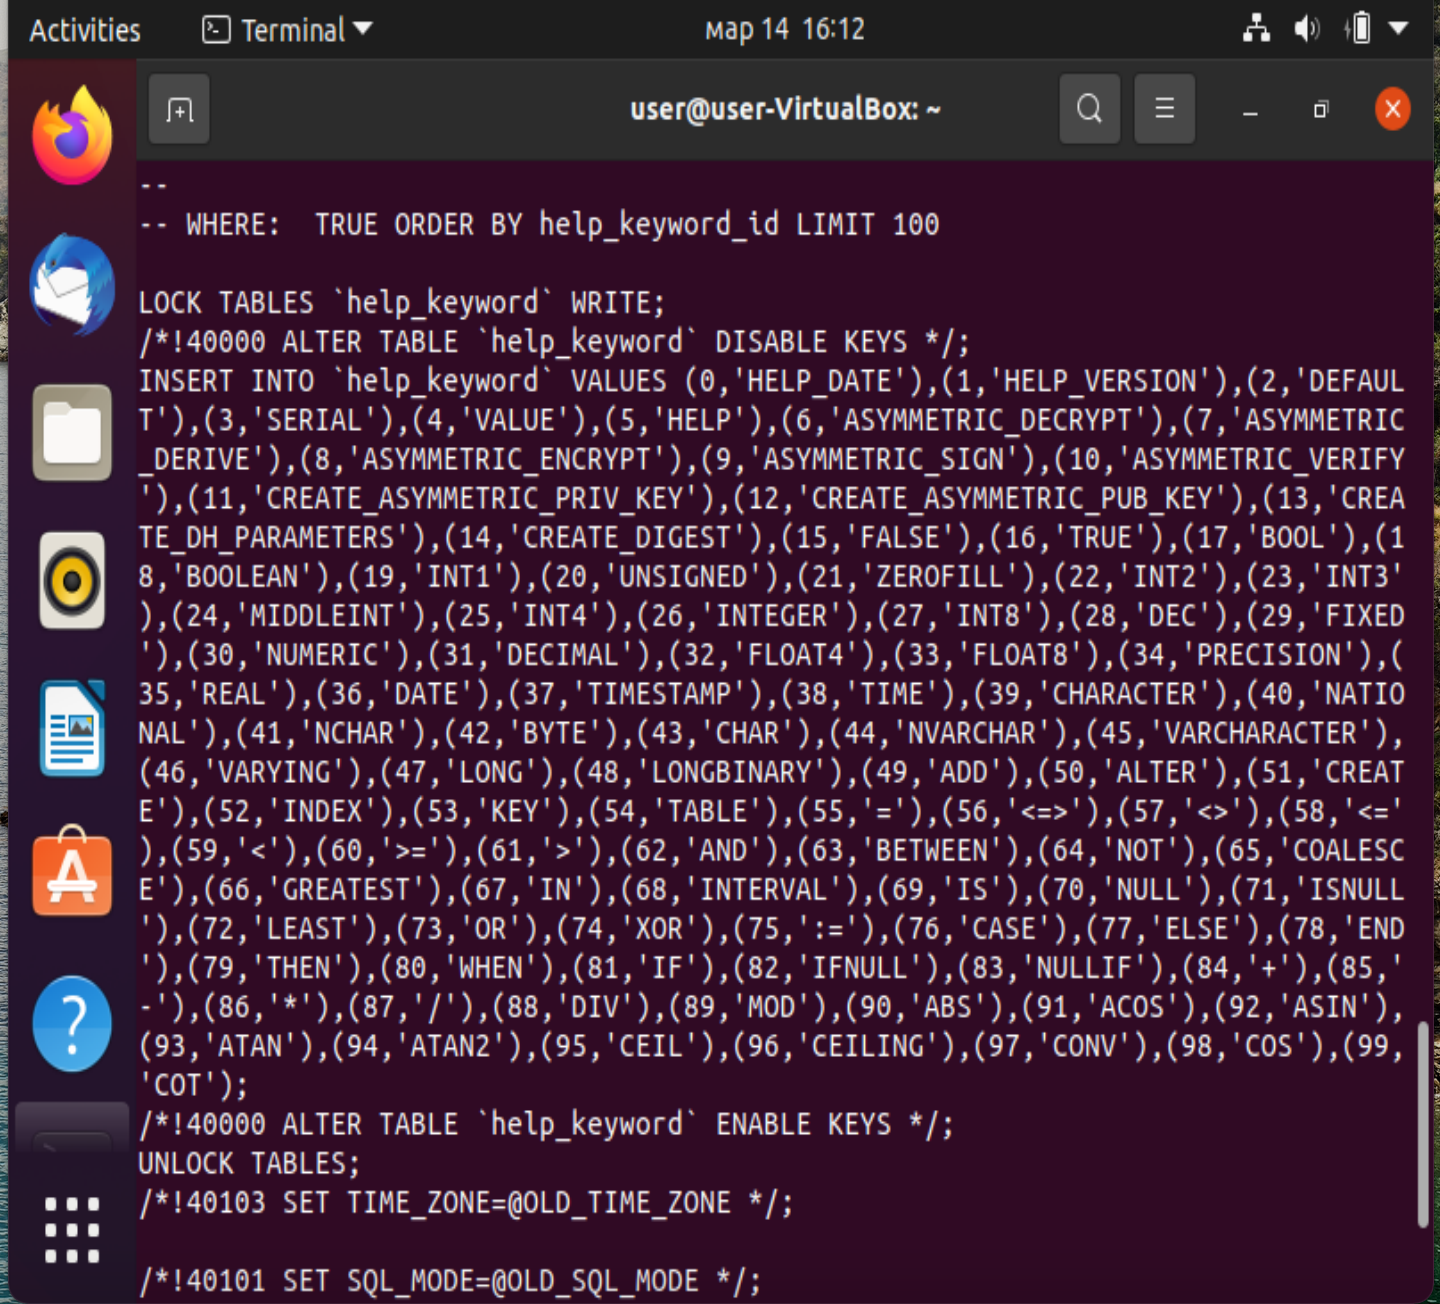 Activities
Terminal
мар 14 16:12
user@user-VirtualBox: ~
--
-- WHERE:  TRUE ORDER BY help_keyword_id LIMIT 100
LOCK TABLES `help_keyword` WRITE;
/*!40000 ALTER TABLE `help_keyword` DISABLE KEYS */;
INSERT INTO `help_keyword` VALUES (0,'HELP_DATE'),(1,'HELP_VERSION'),(2,'DEFAUL
T'),(3,'SERIAL'),(4,'VALUE'),(5,'HELP'),(6,'ASYMMETRIC_DECRYPT'),(7,'ASYMMETRIC
_DERIVE'),(8,'ASYMMETRIC_ENCRYPT'),(9,'ASYMMETRIC_SIGN'),(10,'ASYMMETRIC_VERIFY
'),(11,'CREATE_ASYMMETRIC_PRIV_KEY'),(12,'CREATE_ASYMMETRIC_PUB_KEY'),(13,'CREA
TE_DH_PARAMETERS'),(14,'CREATE_DIGEST'),(15,'FALSE'),(16,'TRUE'),(17,'BOOL'),(1
8,'BOOLEAN'),(19,'INT1'),(20,'UNSIGNED'),(21,'ZEROFILL'),(22,'INT2'),(23,'INT3'
),(24,'MIDDLEINT'),(25,'INT4'),(26,'INTEGER'),(27,'INT8'),(28,'DEC'),(29,'FIXED
'),(30,'NUMERIC'),(31,'DECIMAL'),(32,'FLOAT4'),(33,'FLOAT8'),(34,'PRECISION'),(
35,'REAL'),(36,'DATE'),(37,'TIMESTAMP'),(38,'TIME'),(39,'CHARACTER'),(40,'NATIO
NAL'),(41,'NCHAR'),(42,'BYTE'),(43,'CHAR'),(44,'NVARCHAR'),(45,'VARCHARACTER'),
(46,'VARYING'),(47,'LONG'),(48,'LONGBINARY'),(49,'ADD'),(50,'ALTER'),(51,'CREAT
E'),(52,'INDEX'),(53,'KEY'),(54,'TABLE'),(55,'='),(56,'<=>'),(57,'<>'),(58,'<='
),(59,'<'),(60,'>='),(61,'>'),(62,'AND'),(63,'BETWEEN'),(64,'NOT'),(65,'COALESC
E'),(66,'GREATEST'),(67,'IN'),(68,'INTERVAL'),(69,'IS'),(70,'NULL'),(71,'ISNULL
'),(72,'LEAST'),(73,'OR'),(74,'XOR'),(75,':='),(76,'CASE'),(77,'ELSE'),(78,'END
'),(79,'THEN'),(80,'WHEN'),(81,'IF'),(82,'IFNULL'),(83,'NULLIF'),(84,'+'),(85,'
-'),(86,'*'),(87,'/'),(88,'DIV'),(89,'MOD'),(90,'ABS'),(91,'ACOS'),(92,'ASIN'),
(93,'ATAN'),(94,'ATAN2'),(95,'CEIL'),(96,'CEILING'),(97,'CONV'),(98,'COS'),(99,
'COT');
/*!40000 ALTER TABLE `help_keyword` ENABLE KEYS */;
UNLOCK TABLES;
/*!40103 SET TIME_ZONE=@OLD_TIME_ZONE */;
/*!40101 SET SQL_MODE=@OLD_SQL_MODE */;